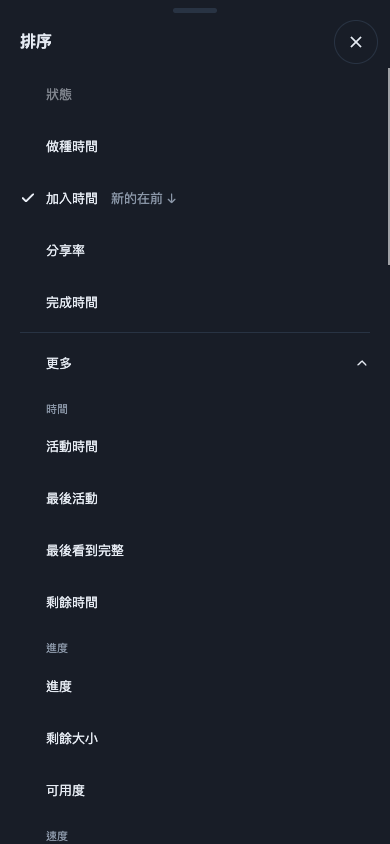 排序
狀態
做種時間
加入時間 新的在前 ↓
分享率
完成時間
更多
時間
活動時間
最後活動
最後看到完整
剩餘時間
進度
進度
剩餘大小
可用度
速度